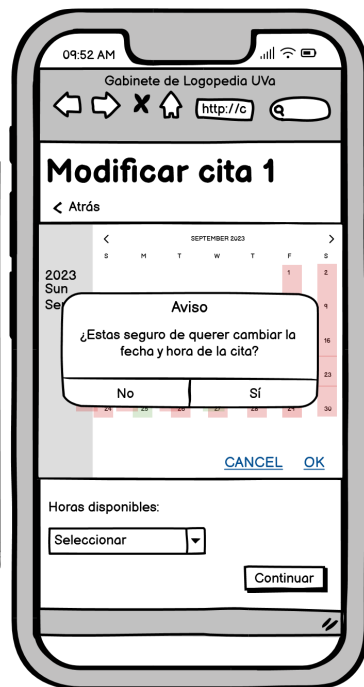 09:52 AM
Gabinete de Logopedia UVa
http://c
Modificar cita 1
Atrás
SEPTEMBER 2023
S M T W T F S
2023
1 2
Sun
9
Aviso
¿Estas seguro de querer cambiar la
fecha y hora de la cita?
16
23
No Sí
24 25 26 27 28 29 30
CANCEL OK
Horas disponibles:
Seleccionar
Continuar